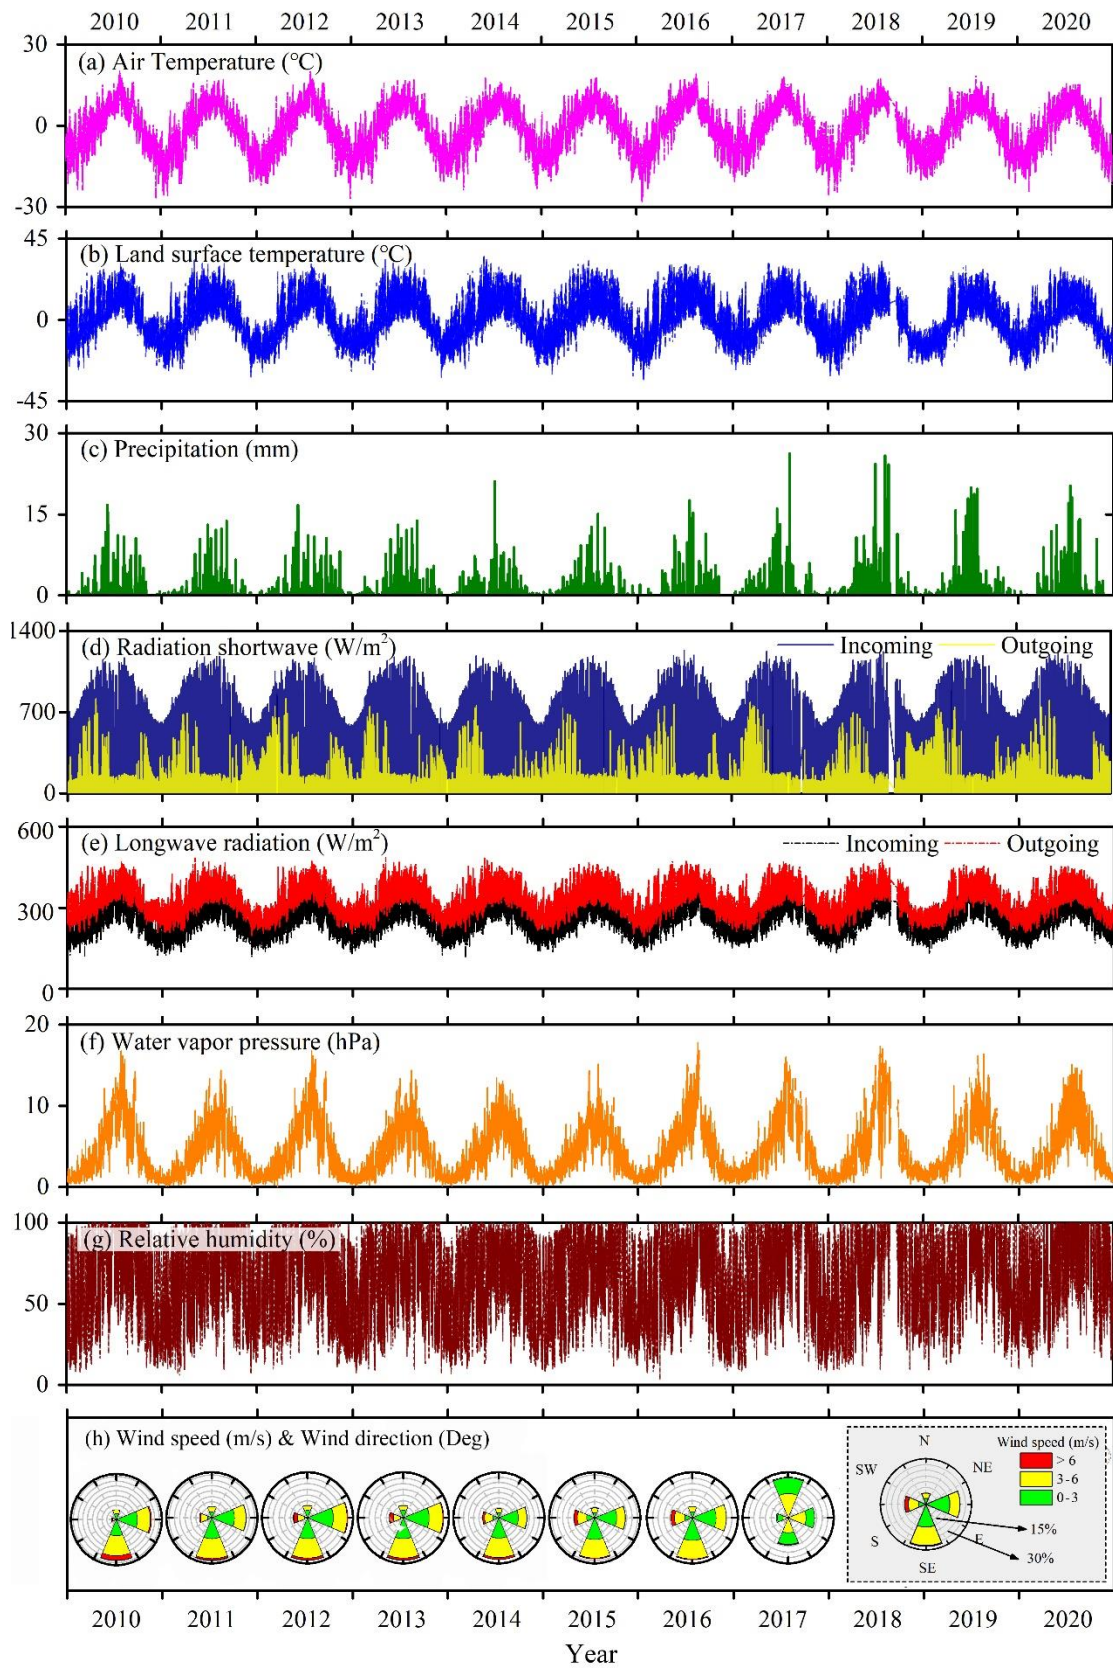 2010 2011 2012 2013 2014 2015 2016 2017 2018 2019 2020
30
(a) Air Temperature (℃)
0
-30
45
(b) Land surface temperature (℃)
0
-45
30
(c) Precipitation (mm)
15
0
1400
(d) Radiation shortwave (W/m²)
Incoming Outgoing
700
0
600
(e) Longwave radiation (W/m²)
Incoming Outgoing
300
0
20
(f) Water vapor pressure (hPa)
10
0
100
(g) Relative humidity (%)
50
0
(h) Wind speed (m/s) & Wind direction (Deg)
N
Wind speed (m/s)
SW NE
> 6
3-6
0-3
15%
S E
30%
SE
2010 2011 2012 2013 2014 2015 2016 2017 2018 2019 2020
Year